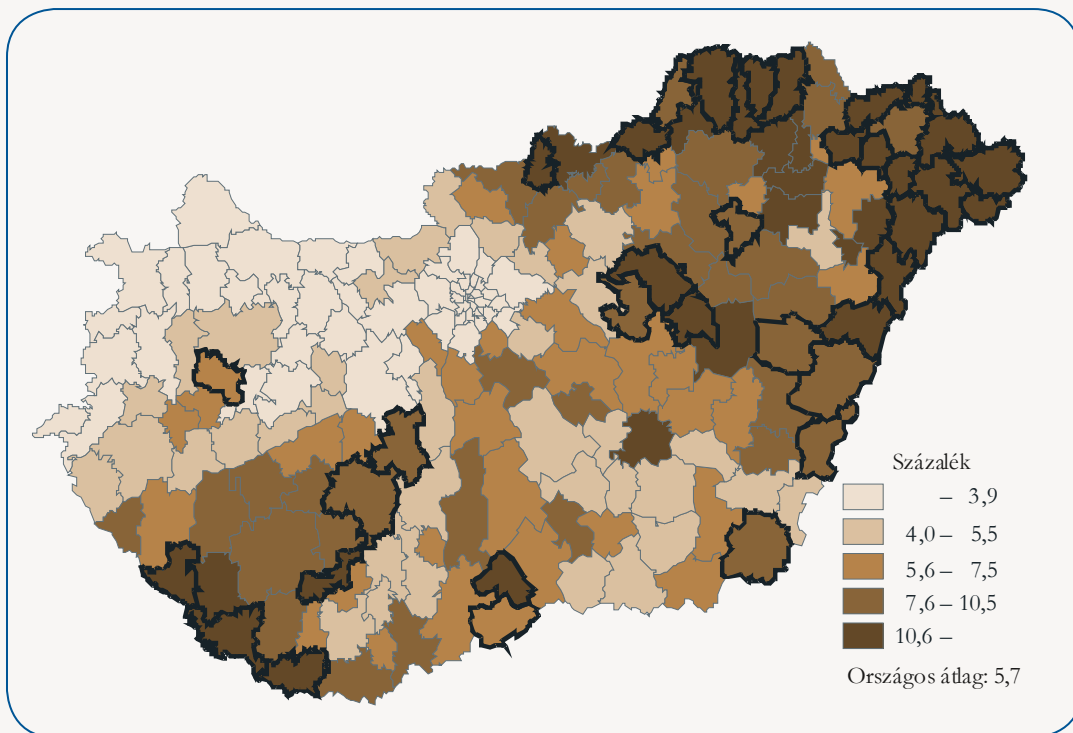 Százalék
– 3,9
4,0 – 5,5
5,6 – 7,5
7,6 – 10,5
10,6 –
Országos átlag: 5,7